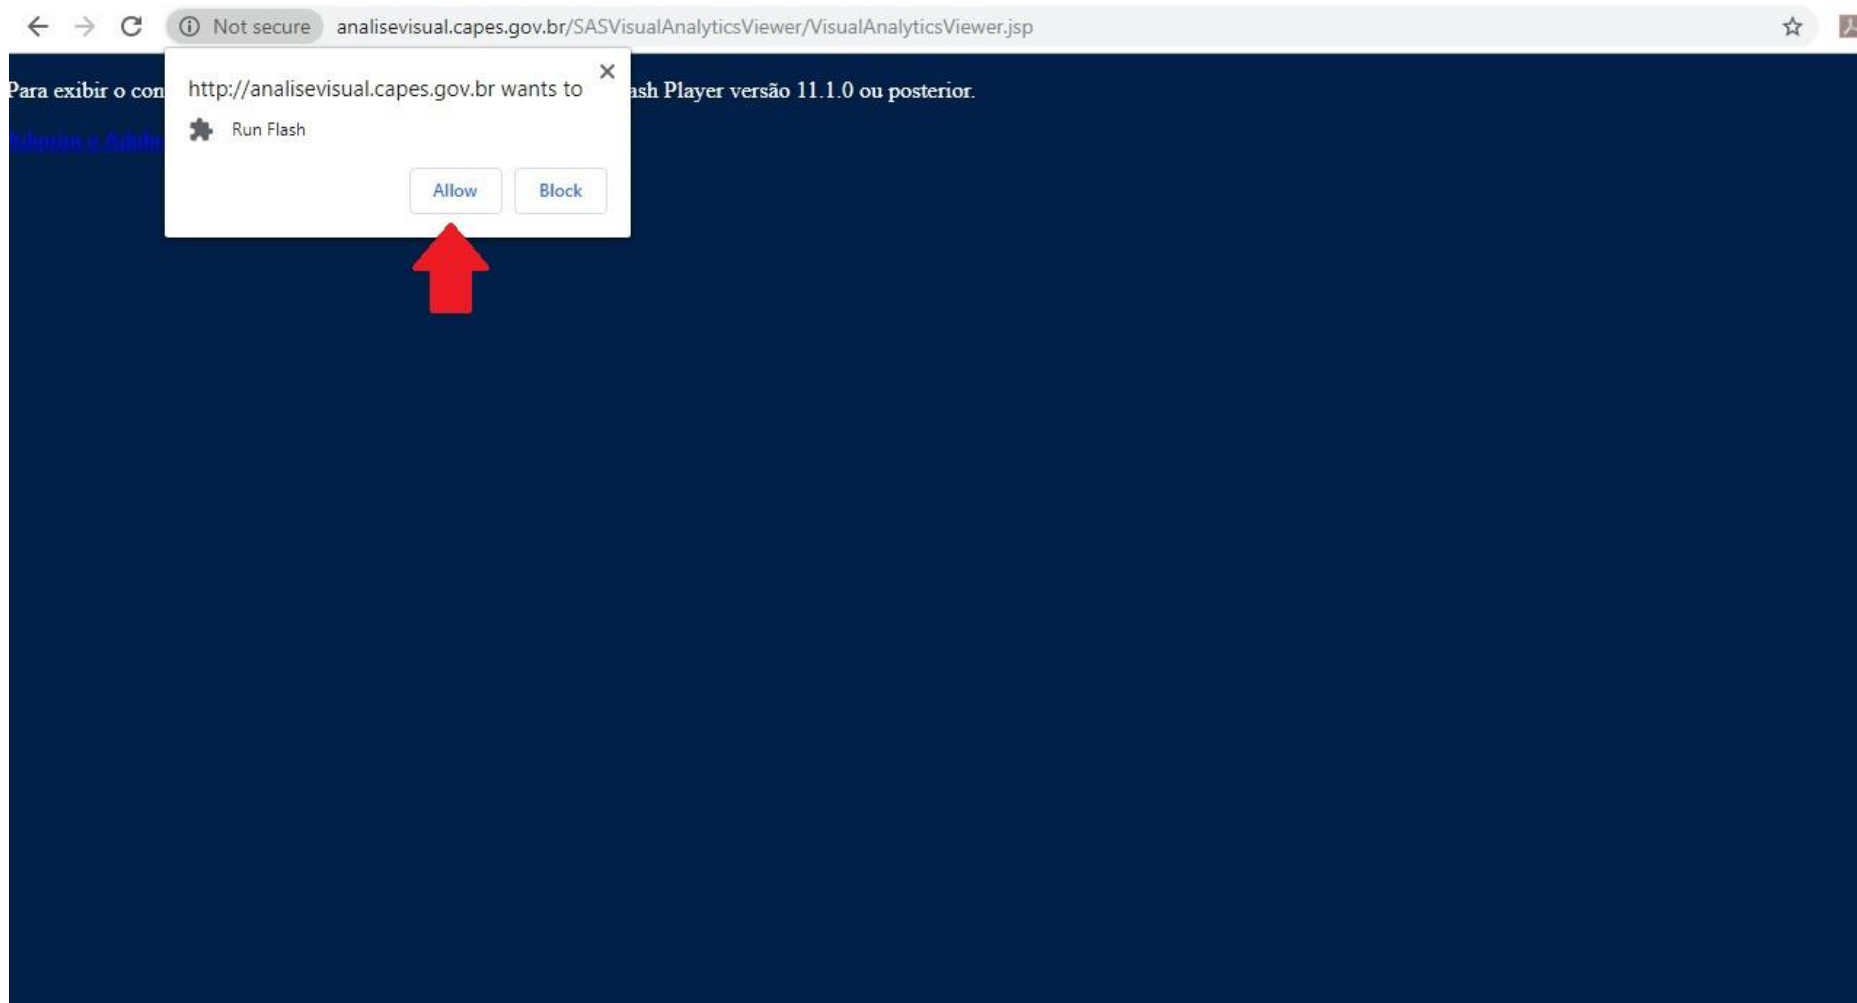 Not secure analisevisual.capes.gov.br/SASVisualAnalyticsViewer/VisualAnalyticsViewer.jsp
http://analisevisual.capes.gov.br wants to
Run Flash
Allow Block
Para exibir o con ash Player versão 11.1.0 ou posterior.